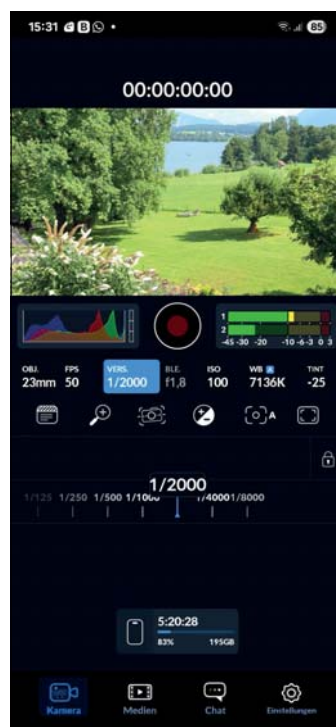 15:31 B 85
00:00:00:00
1
2
-45 -30 -20 -10 -6 -3 0 3
OBJ. FPS VERS. BLE. ISO WB A TINT
23mm 50 1/2000 f1,8 100 7136K -25
A
1/2000
1/125 1/250 1/500 1/1000 1/4000 1/8000
5:20:28
83% 195GB
Kamera Medien Chat Einstellungen